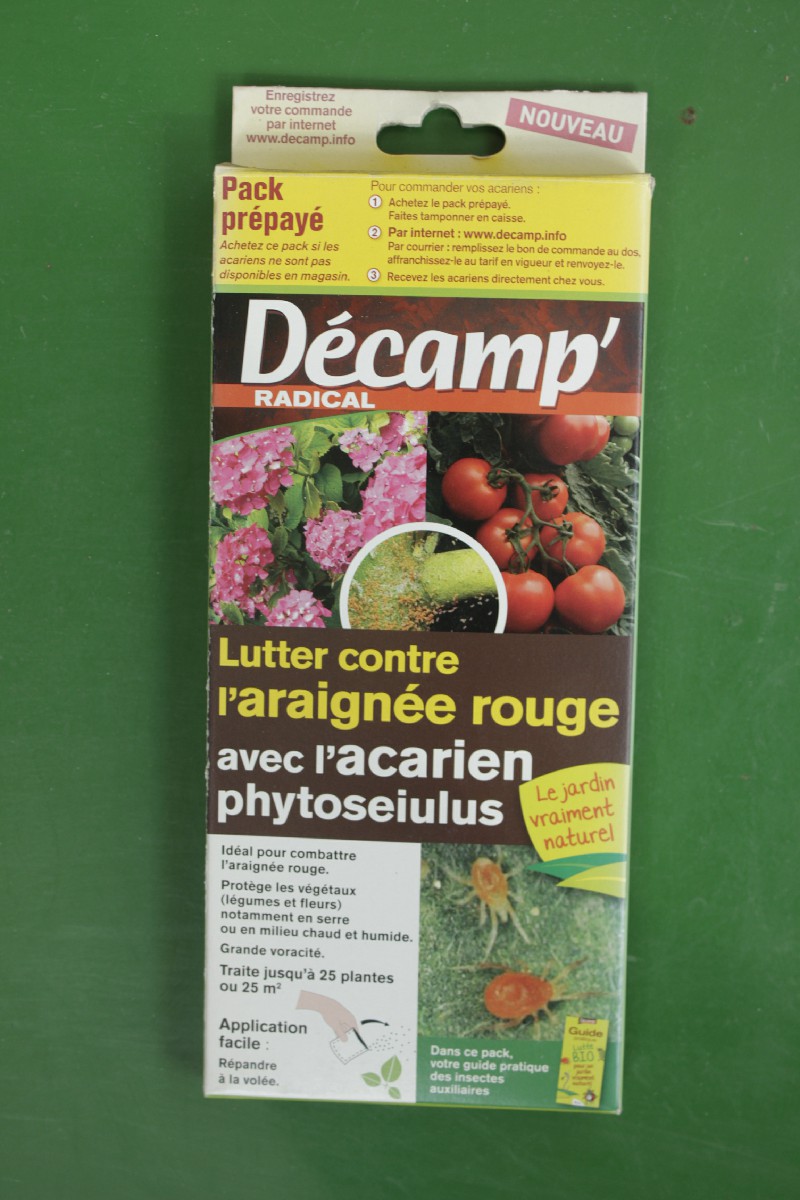 Enregistrez
votre commande
par internet
www.decamp.info
NOUVEAU
Pack
prépayé
Achetez ce pack si les
acariens ne sont pas
disponibles en magasin.
Pour commander vos acariens :
1 Achetez le pack prépayé.
Faites tamponner en caisse.
2 Par internet : www.decamp.info
Par courrier : remplissez le bon de commande au dos,
affranchissez-le au tarif en vigueur et renvoyez-le.
3 Recevez les acariens directement chez vous.
Décamp'
RADICAL
Lutter contre
l'araignée rouge
avec l'acarien
phytoseiulus
Le jardin
vraiment
naturel
Idéal pour combattre
l'araignée rouge.
Protège les végétaux
(légumes et fleurs)
notamment en serre
ou en milieu chaud et humide.
Grande voracité.
Traite jusqu'à 25 plantes
ou 25 m²
Application
facile :
Répandre
à la volée.
Dans ce pack,
votre guide pratique
des insectes
auxiliaires
Guide
BIO